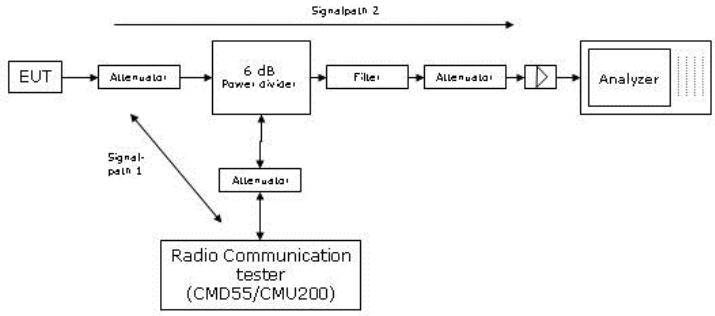 Signalpath 2
EUT
Attenuator
6 dB
Power divider
Filter
Attenuator
Analyzer
Signal-
path 1
Attenuator
Radio Communication
tester
(CMD55/CMU200)